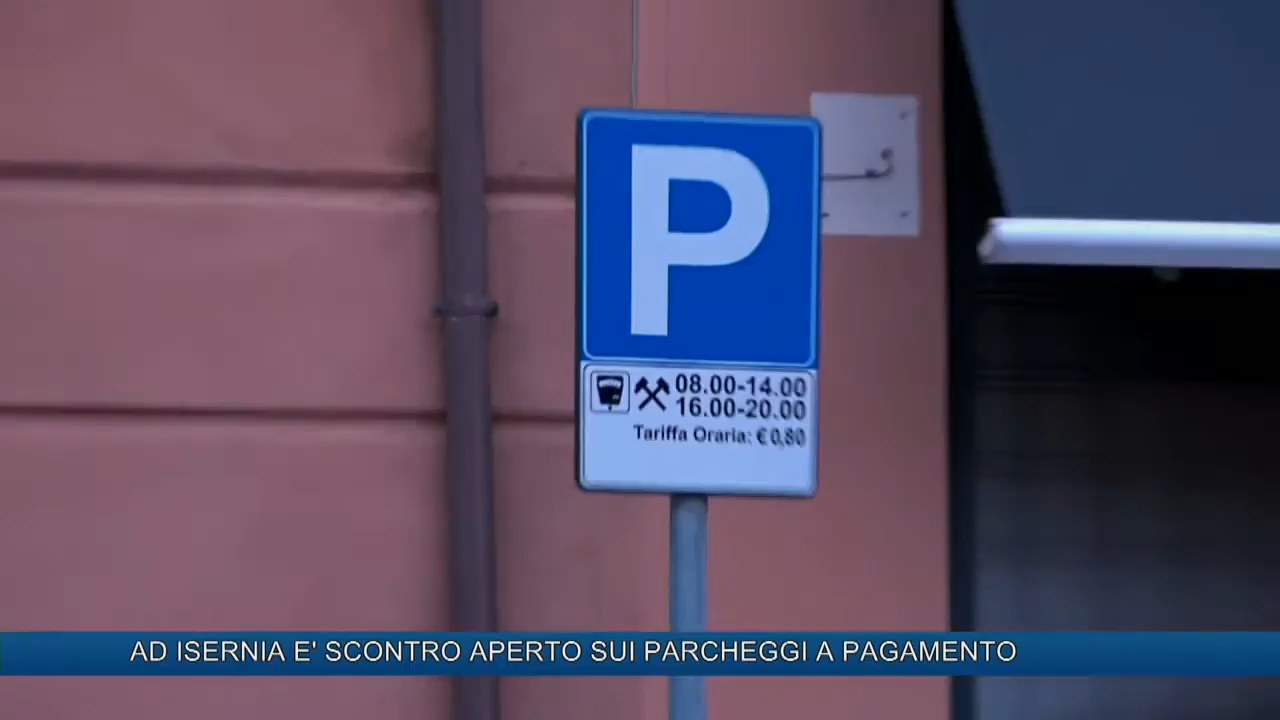 P
08.00-14.00
16.00-20.00
Tariffa Oraria: € 0,80
AD ISERNIA E' SCONTRO APERTO SUI PARCHEGGI A PAGAMENTO